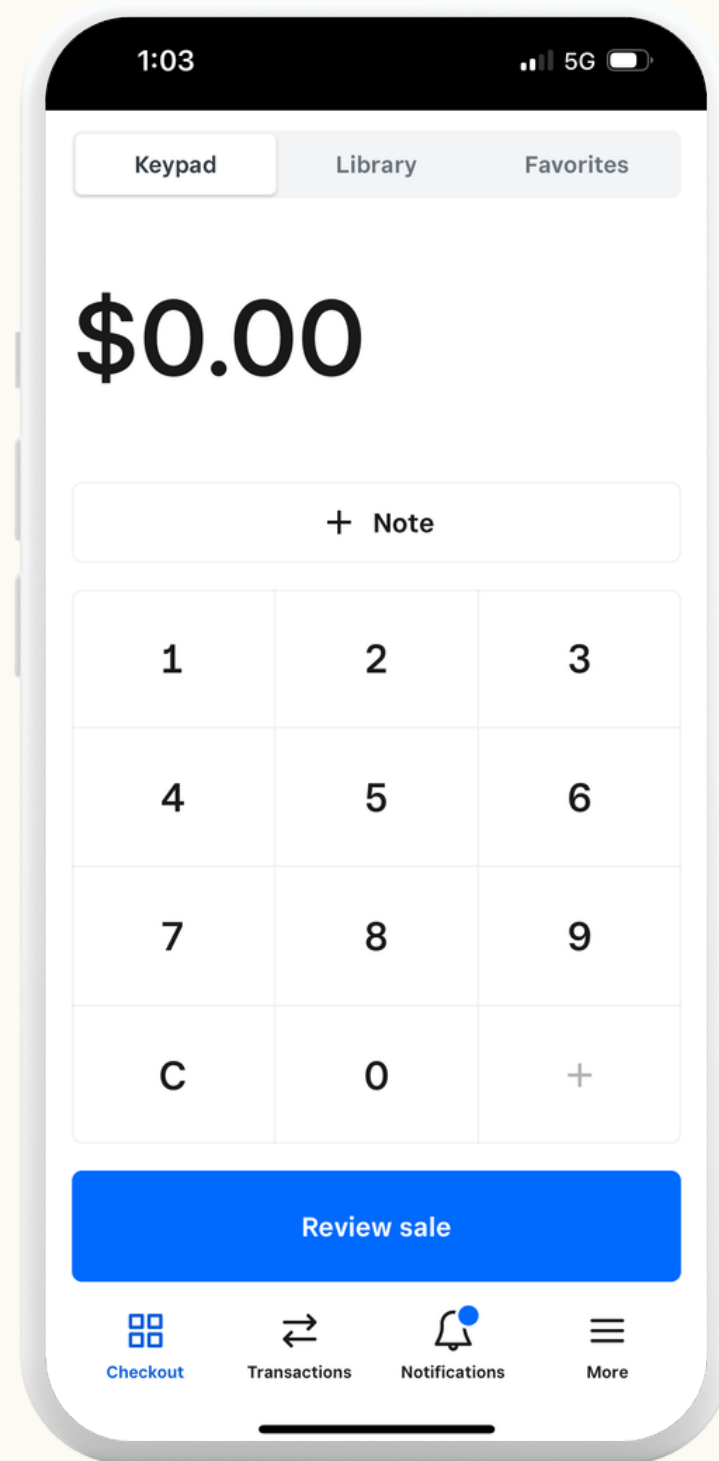 1:03 5G
Keypad Library Favorites
$0.00
+ Note
1 2 3
4 5 6
7 8 9
C 0 +
Review sale
Checkout Transactions Notifications More